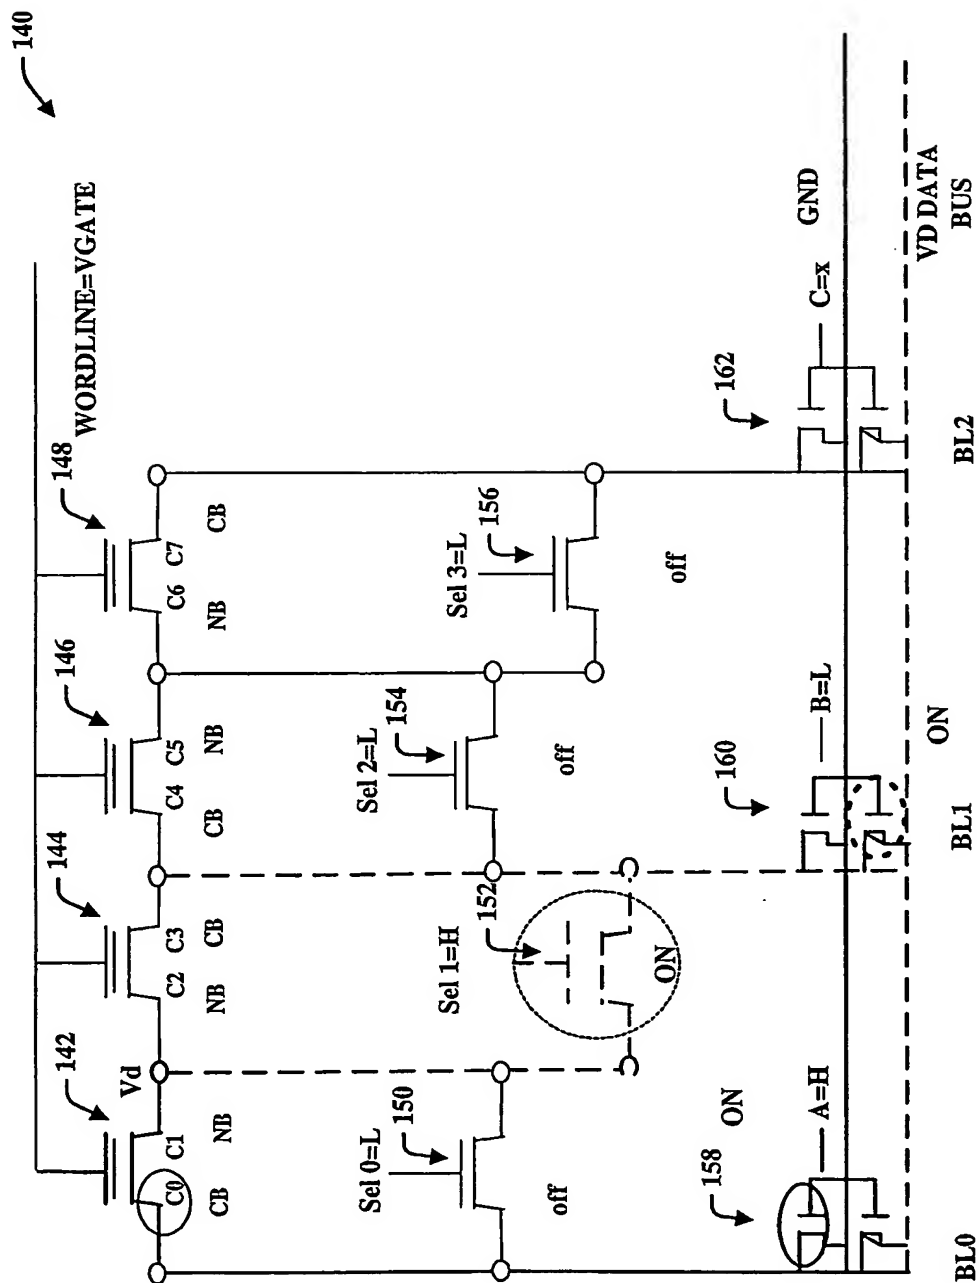 140
WORDLINE=VGATE
142
144
146
148
Vd
C0 C1
C2 C3
C4 C5
C6 C7
CB NB
NB CB
CB NB
NB CB
Sel 0=L
150
off
Sel 1=H
152
ON
Sel 2=L
154
off
Sel 3=L
156
off
158
ON
A=H
160
B=L
162
C=x
GND
VD DATA
BL0
BL1
ON
BL2
BUS